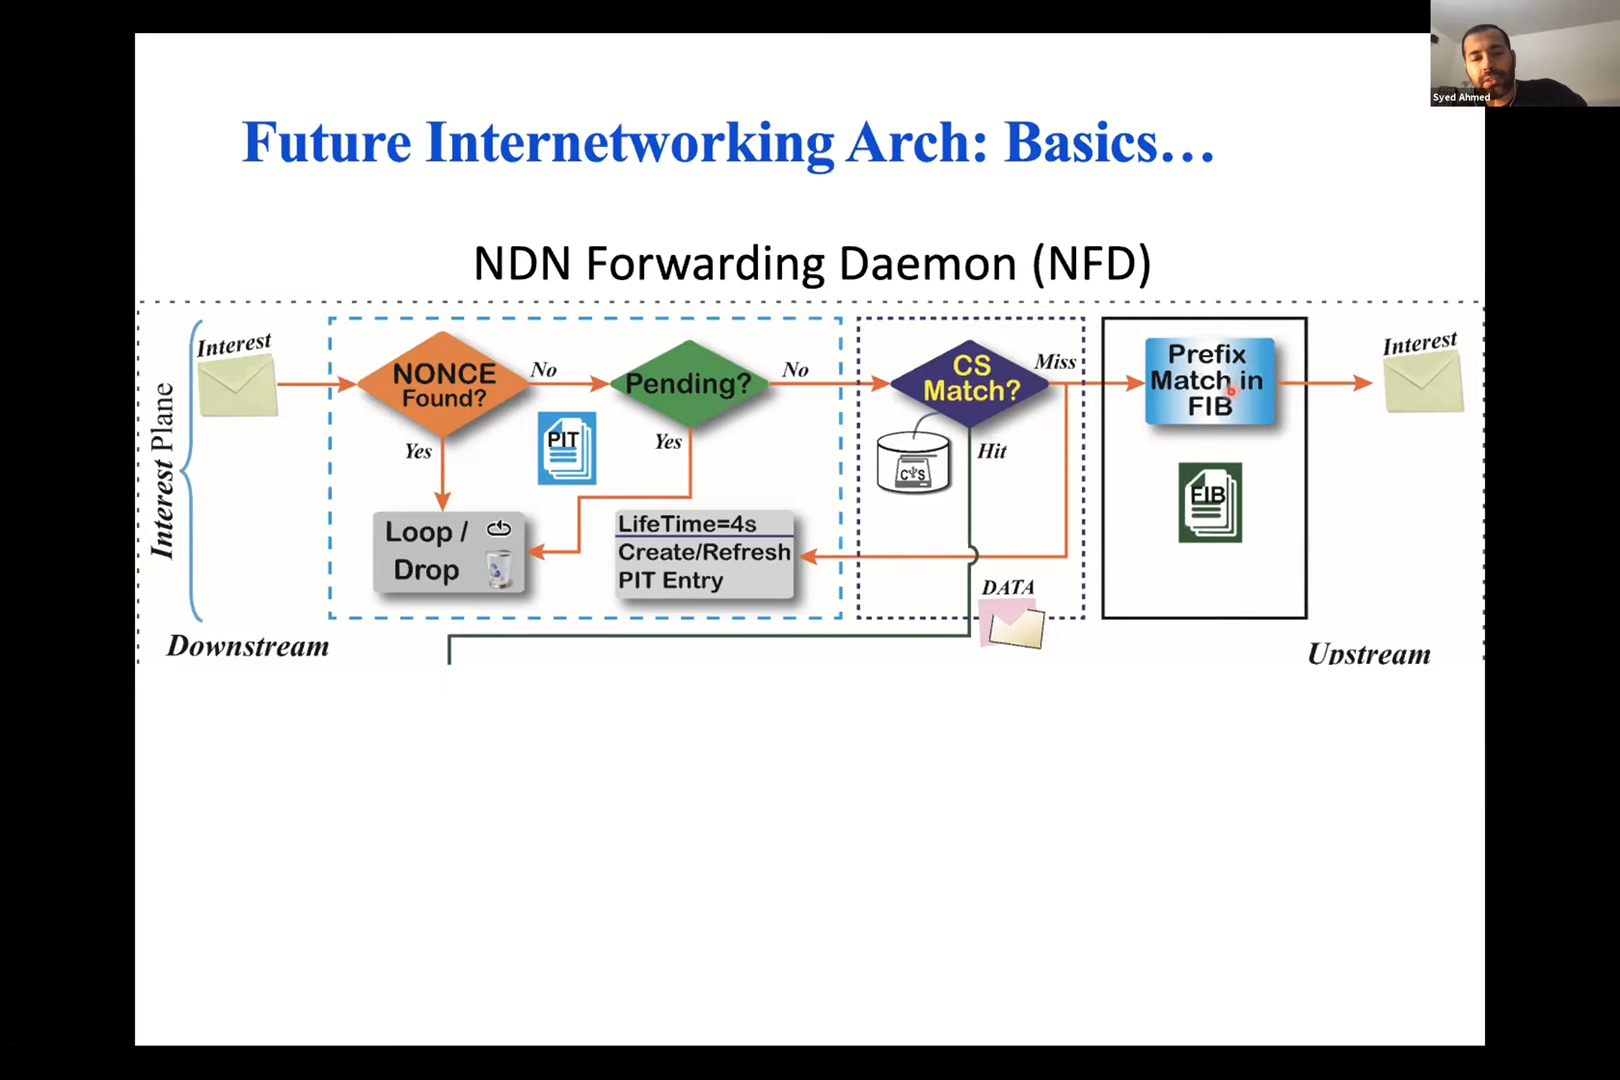 Syed Ahmed
Future Internetworking Arch: Basics…
NDN Forwarding Daemon (NFD)
Interest Plane
Interest
NONCE
Found?
No
Yes
PIT
Loop /
Drop
Pending?
No
Yes
LifeTime=4s
Create/Refresh
PIT Entry
CS
Match?
Miss
Hit
CS
DATA
Prefix
Match in
FIB
FIB
Interest
Downstream
Upstream